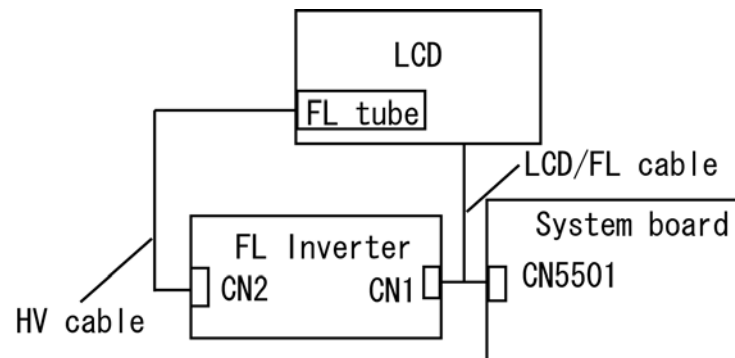 LCD
FL tube
LCD/FL cable
System board
FL Inverter
CN2
CN1
CN5501
HV cable